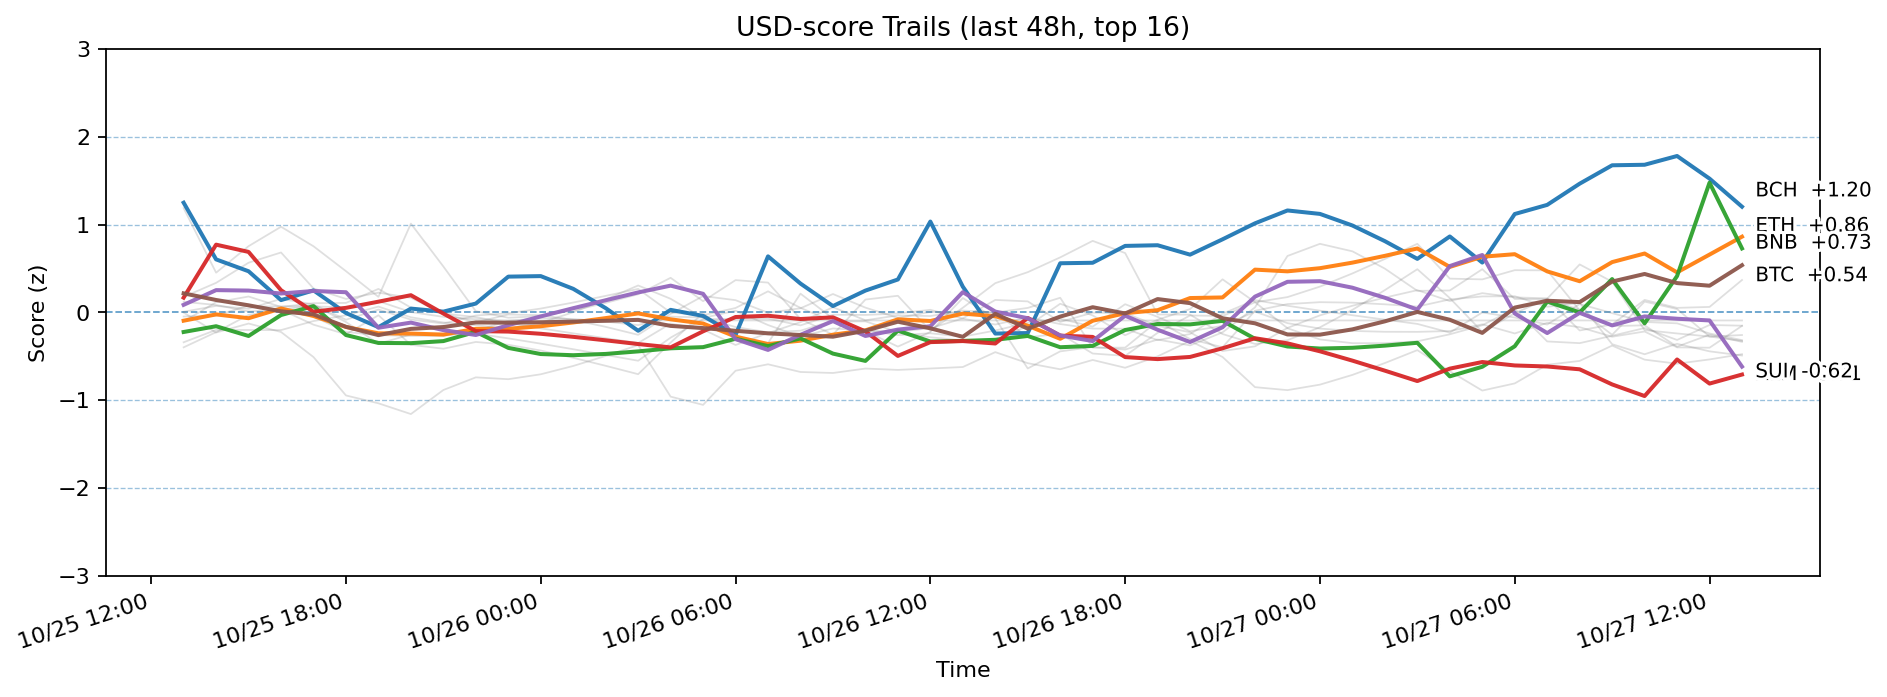 USD-score Trails (last 48h, top 16)
Score (z)
3
2
1
0
−1
−2
−3
BCH +1.20
ETH +0.86
BNB +0.73
BTC +0.54
SUI -0.62
10/25 12:00
10/25 18:00
10/26 00:00
10/26 06:00
10/26 12:00
10/26 18:00
10/27 00:00
10/27 06:00
10/27 12:00
Time